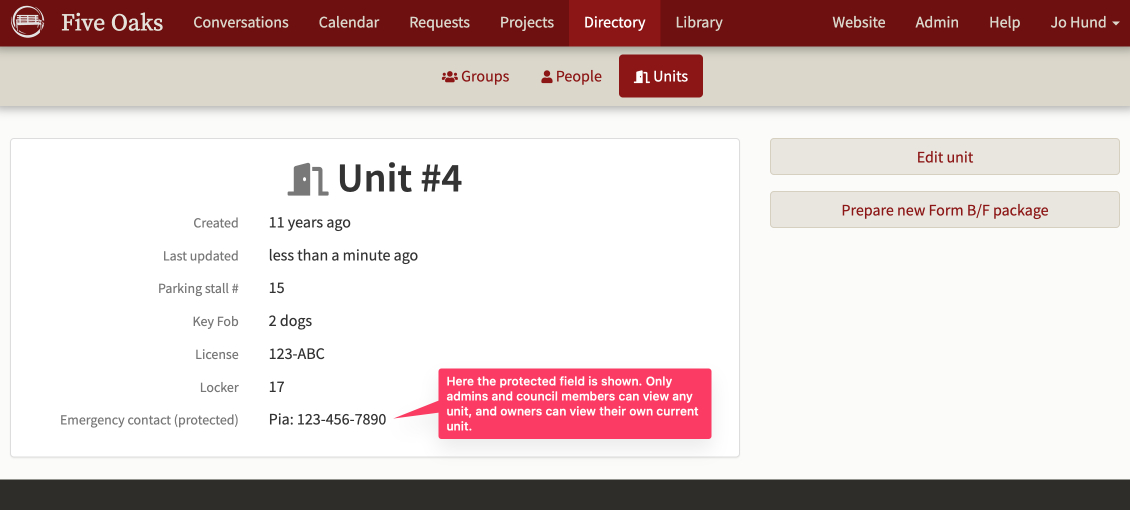 Five Oaks Conversations Calendar Requests Projects Directory Library Website Admin Help Jo Hund
Groups People Units
Unit #4
Created 11 years ago
Last updated less than a minute ago
Parking stall # 15
Key Fob 2 dogs
License 123-ABC
Locker 17
Emergency contact (protected) Pia: 123-456-7890
Here the protected field is shown. Only
admins and council members can view any
unit, and owners can view their own current
unit.
Edit unit
Prepare new Form B/F package